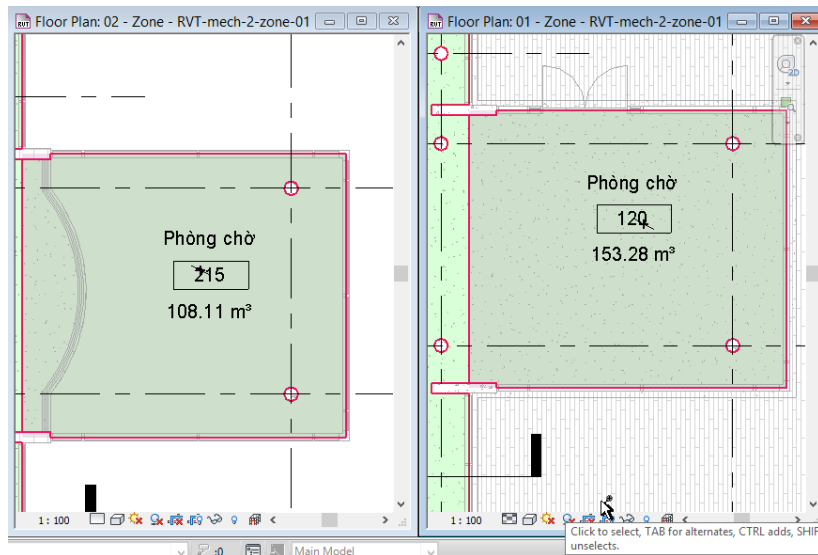 Floor Plan: 02 - Zone - RVT-mech-2-zone-01
Phòng chờ
215
108.11 m³
1 : 100
Floor Plan: 01 - Zone - RVT-mech-2-zone-01
2D
Phòng chờ
120
153.28 m³
1 : 100
Click to select, TAB for alternates, CTRL adds, SHIF
unselects.
:0
Main Model